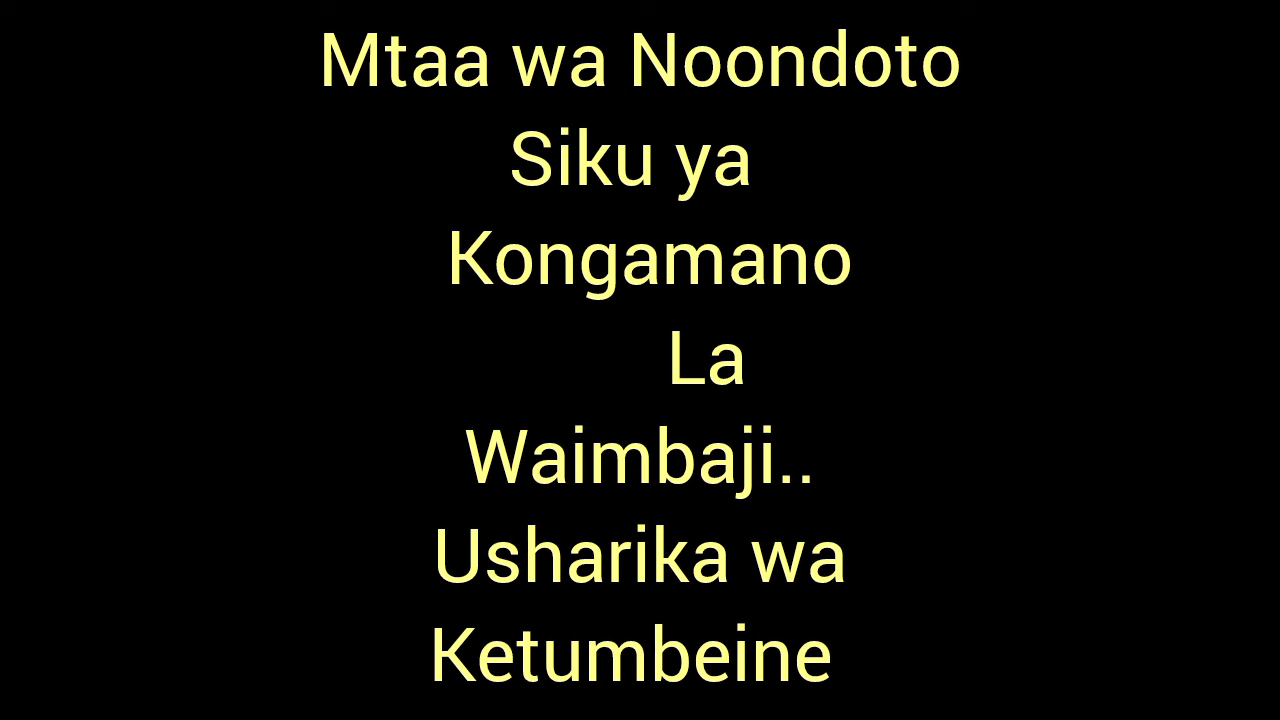 Mtaa wa Noondoto
Siku ya
Kongamano
La
Waimbaji..
Usharika wa
Ketumbeine